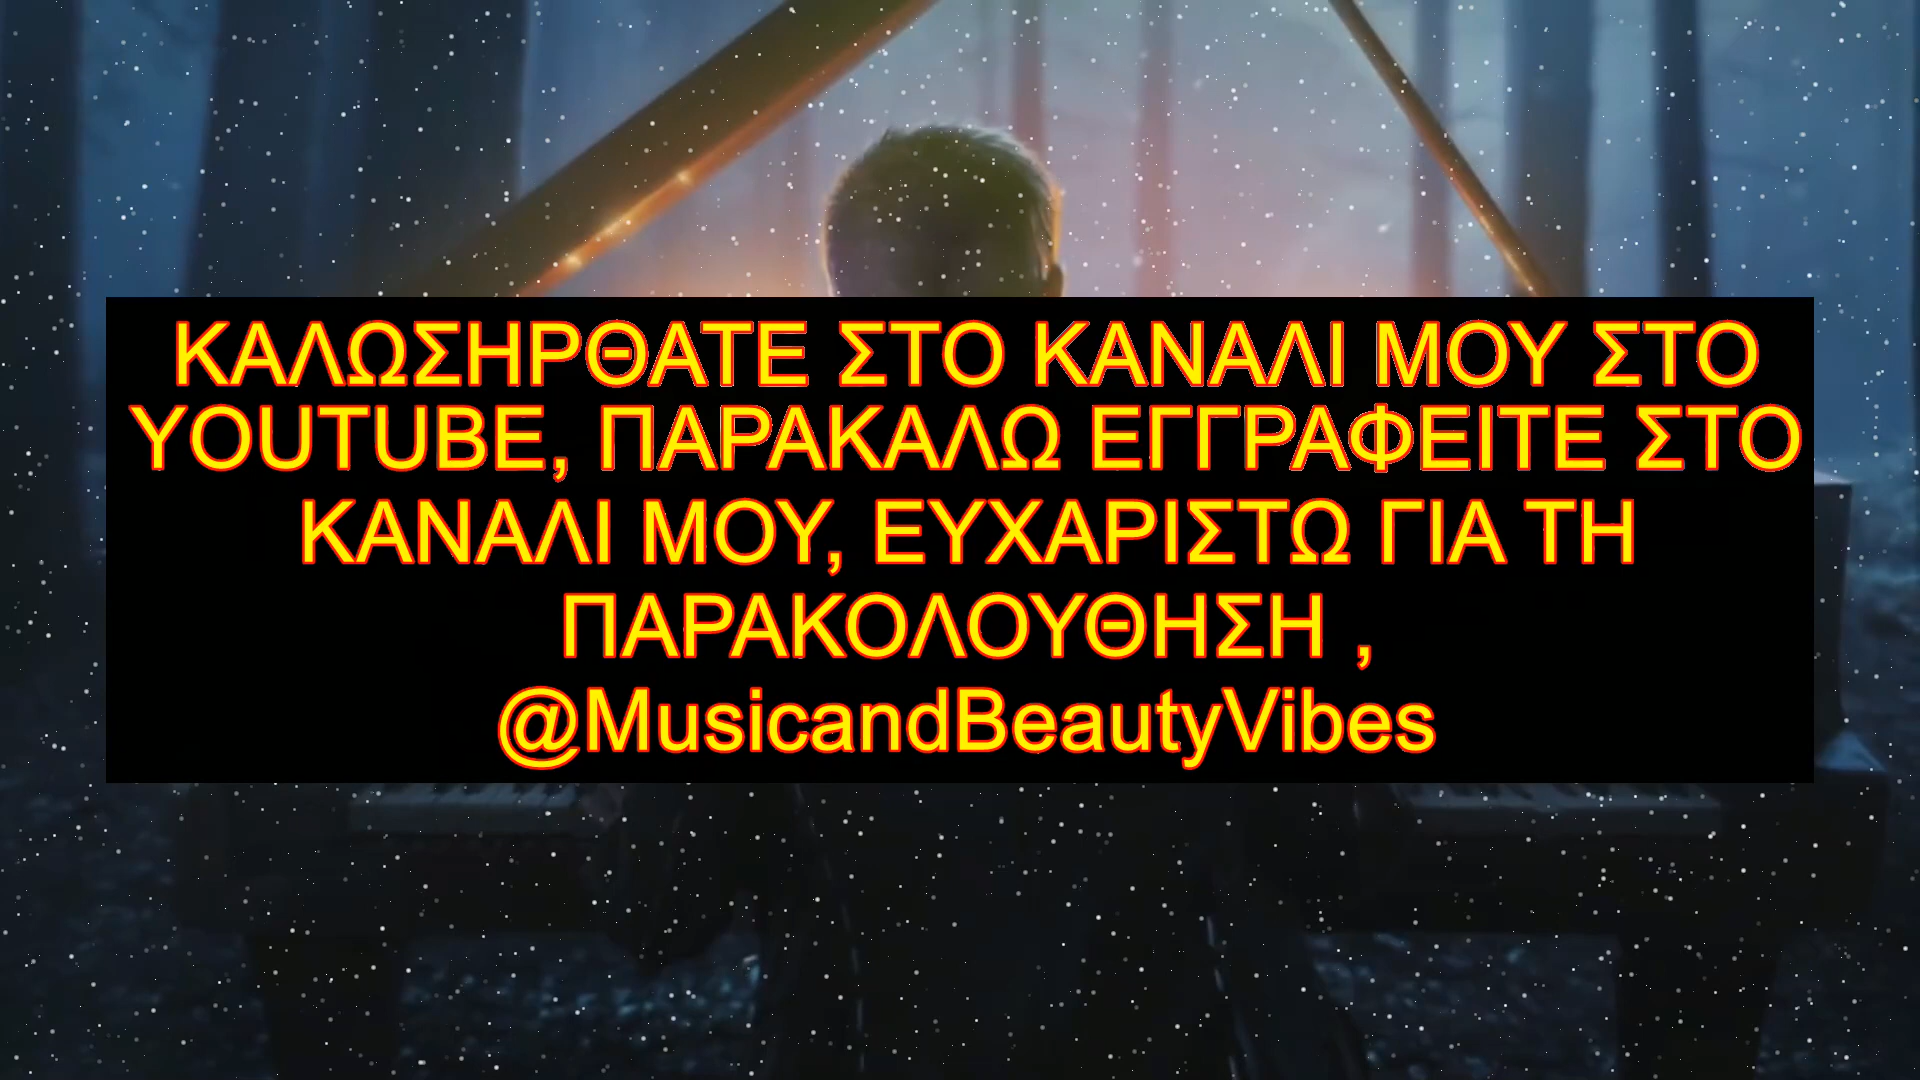 ΚΑΛΩΣΗΡΘΑΤΕ ΣΤΟ ΚΑΝΑΛΙ ΜΟΥ ΣΤΟ
YOUTUBE, ΠΑΡΑΚΑΛΩ ΕΓΓΡΑΦΕΙΤΕ ΣΤΟ
ΚΑΝΑΛΙ ΜΟΥ, ΕΥΧΑΡΙΣΤΩ ΓΙΑ ΤΗ
ΠΑΡΑΚΟΛΟΥΘΗΣΗ ,
@MusicandBeautyVibes